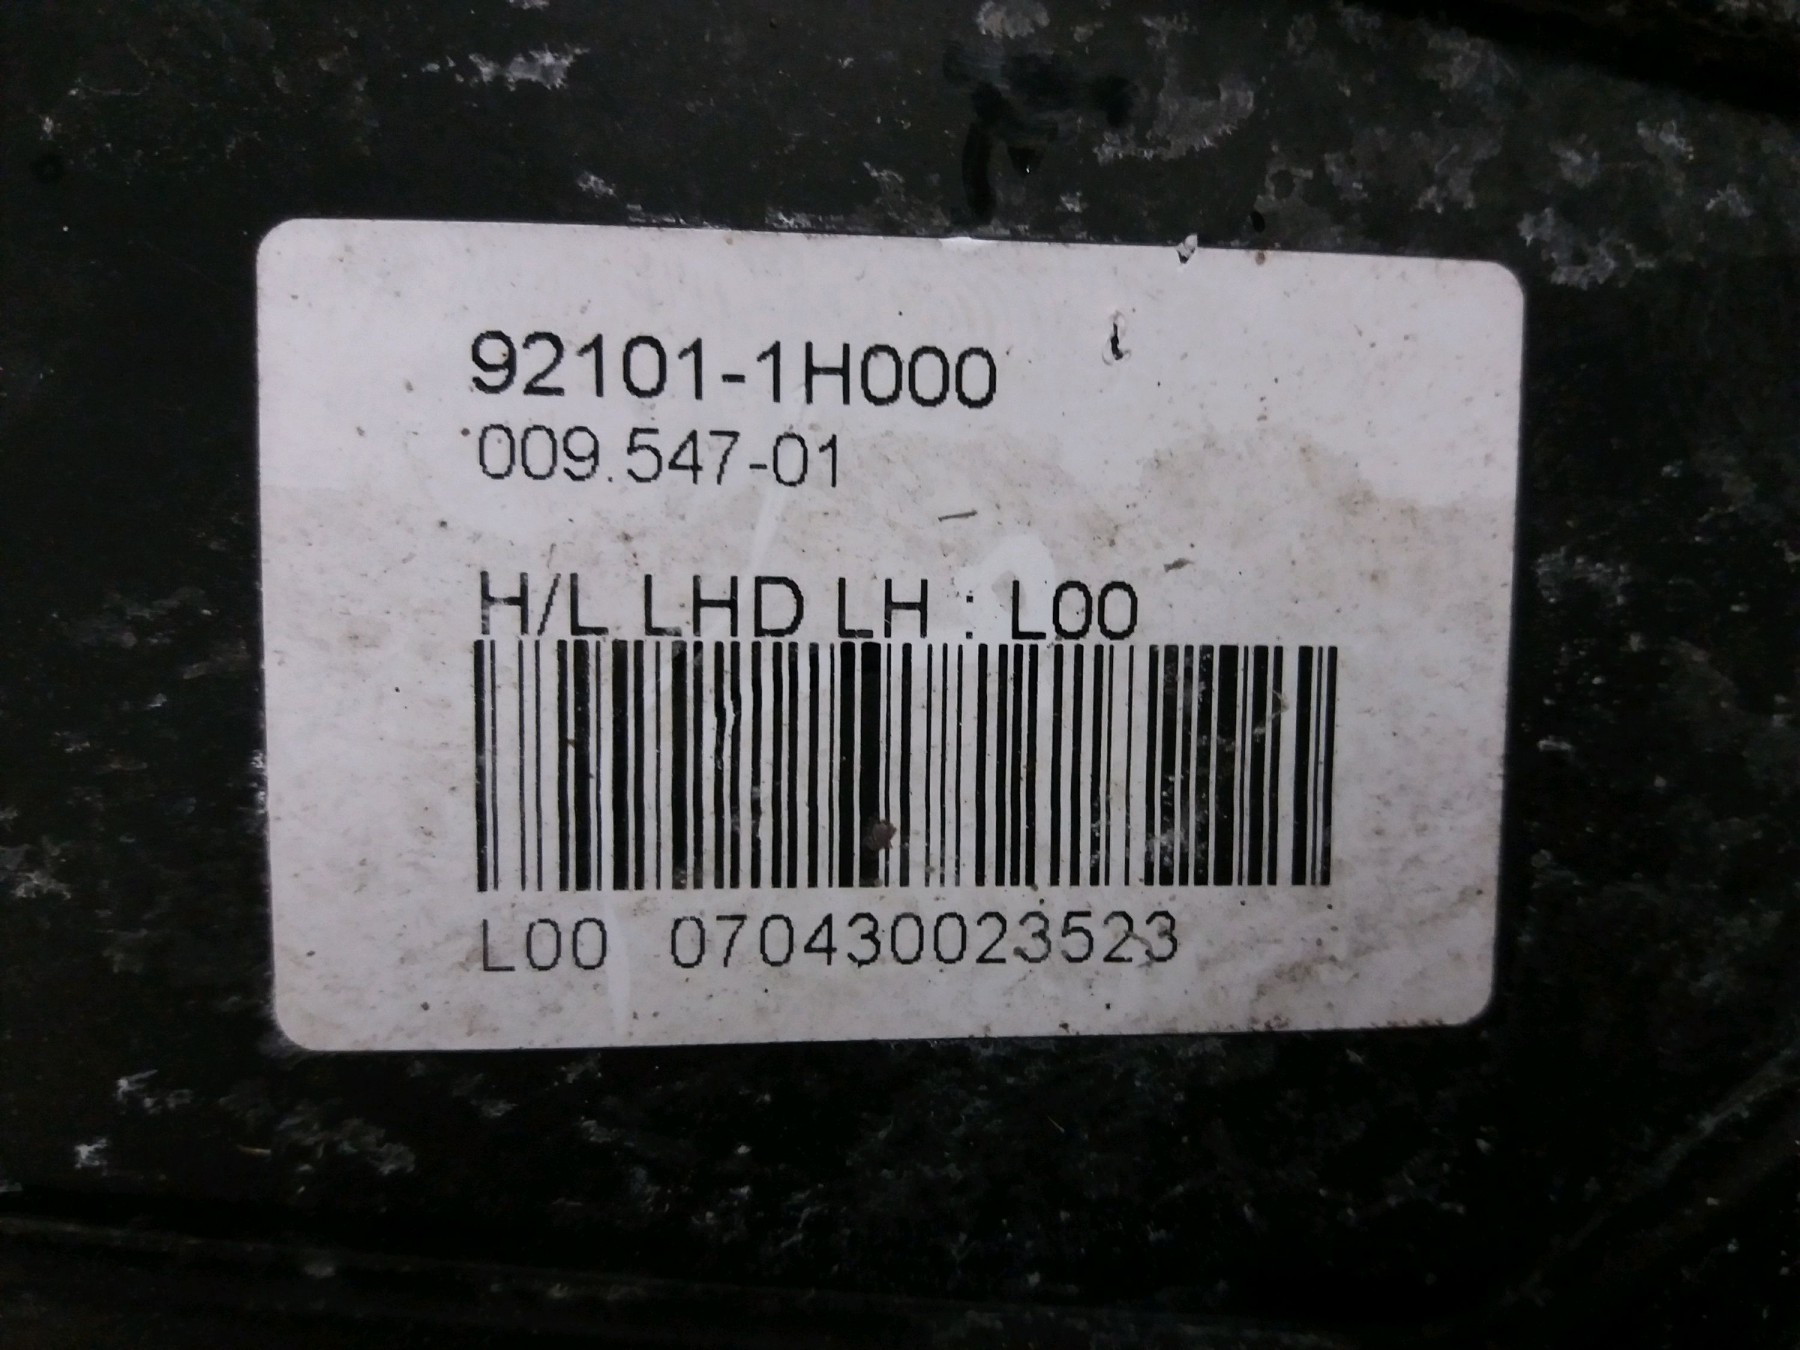 92101-1H000
009.547-01
H/L LHD LH : L00
L00 070430023523